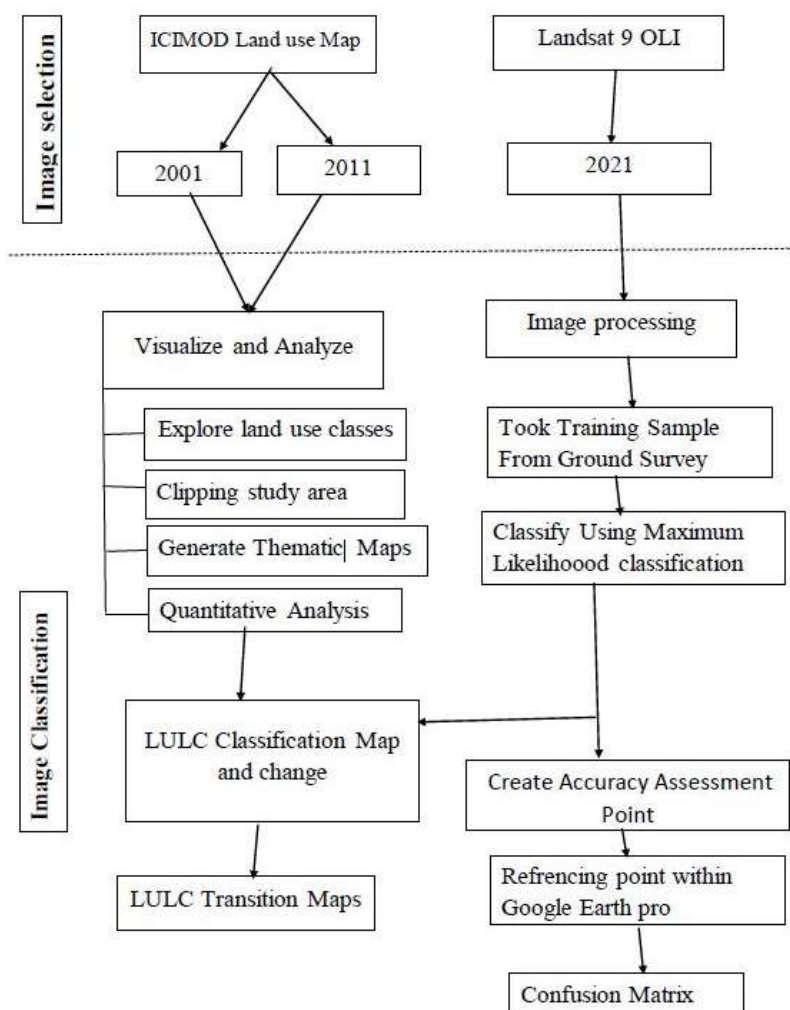 Image selection
ICIMOD Land use Map
Landsat 9 OLI
2001
2011
2021
Image Classification
Visualize and Analyze
Explore land use classes
Clipping study area
Generate Thematic| Maps
Quantitative Analysis
LULC Classification Map
and change
LULC Transition Maps
Image processing
Took Training Sample
From Ground Survey
Classify Using Maximum
Likelihoood classification
Create Accuracy Assessment
Point
Refrencing point within
Google Earth pro
Confusion Matrix